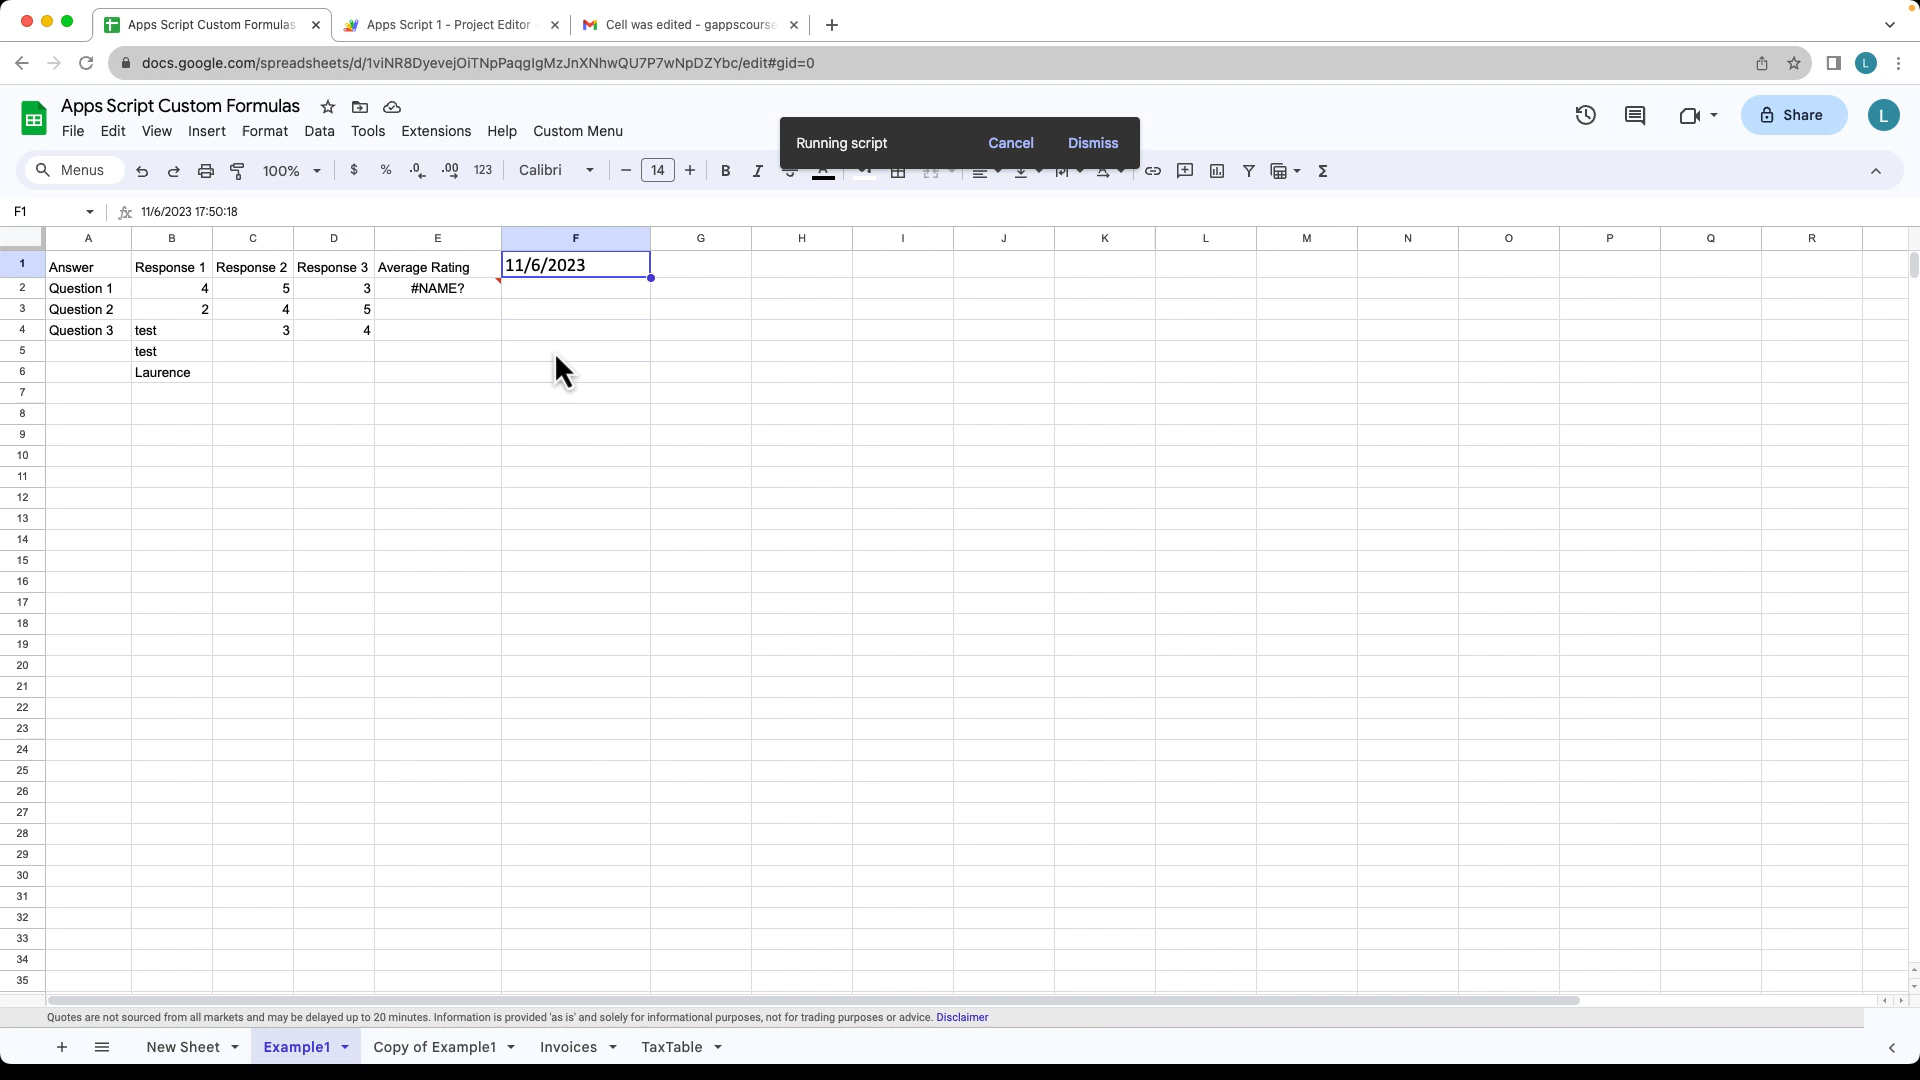 Apps Script Custom Formulas
Apps Script 1 - Project Editor -
Cell was edited - gappscourse
docs.google.com/spreadsheets/d/1viNR8DyevejOiTNpPaqglgMzJnXNhwQU7P7wNpDZYbc/edit#gid=0
L
Apps Script Custom Formulas
File Edit View Insert Format Data Tools Extensions Help Custom Menu
Running script Cancel Dismiss
Share
L
Menus 100% $ % .0 .00 123 Calibri 14 B I
F1 fx 11/6/2023 17:50:18
A B C D E F G H I J K L M N O P Q R
1 Answer Response 1 Response 2 Response 3 Average Rating 11/6/2023
2 Question 1 4 5 3 #NAME?
3 Question 2 2 4 5
4 Question 3 test 3 4
5 test
6 Laurence
7
8
9
10
11
12
13
14
15
16
17
18
19
20
21
22
23
24
25
26
27
28
29
30
31
32
33
34
35
Quotes are not sourced from all markets and may be delayed up to 20 minutes. Information is provided 'as is' and solely for informational purposes, not for trading purposes or advice. Disclaimer
New Sheet Example1 Copy of Example1 Invoices TaxTable